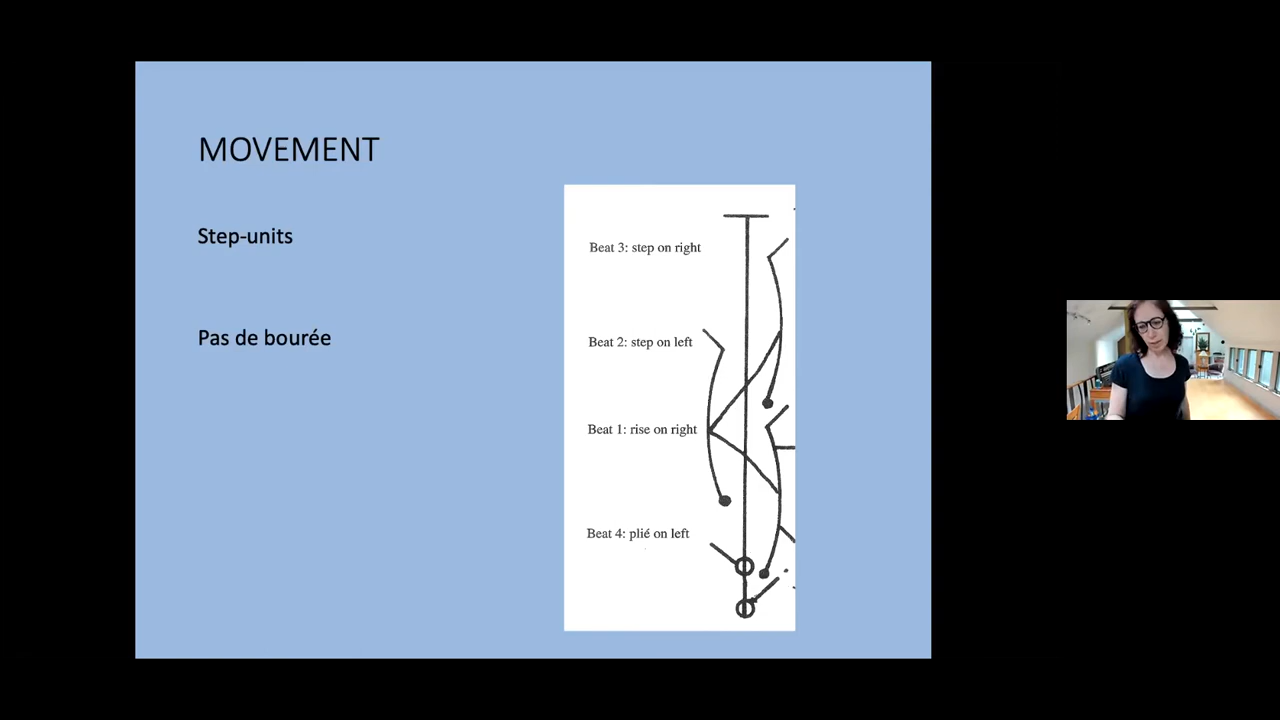 MOVEMENT
Step-units
Pas de bourée
Beat 3: step on right
Beat 2: step on left
Beat 1: rise on right
Beat 4: plié on left